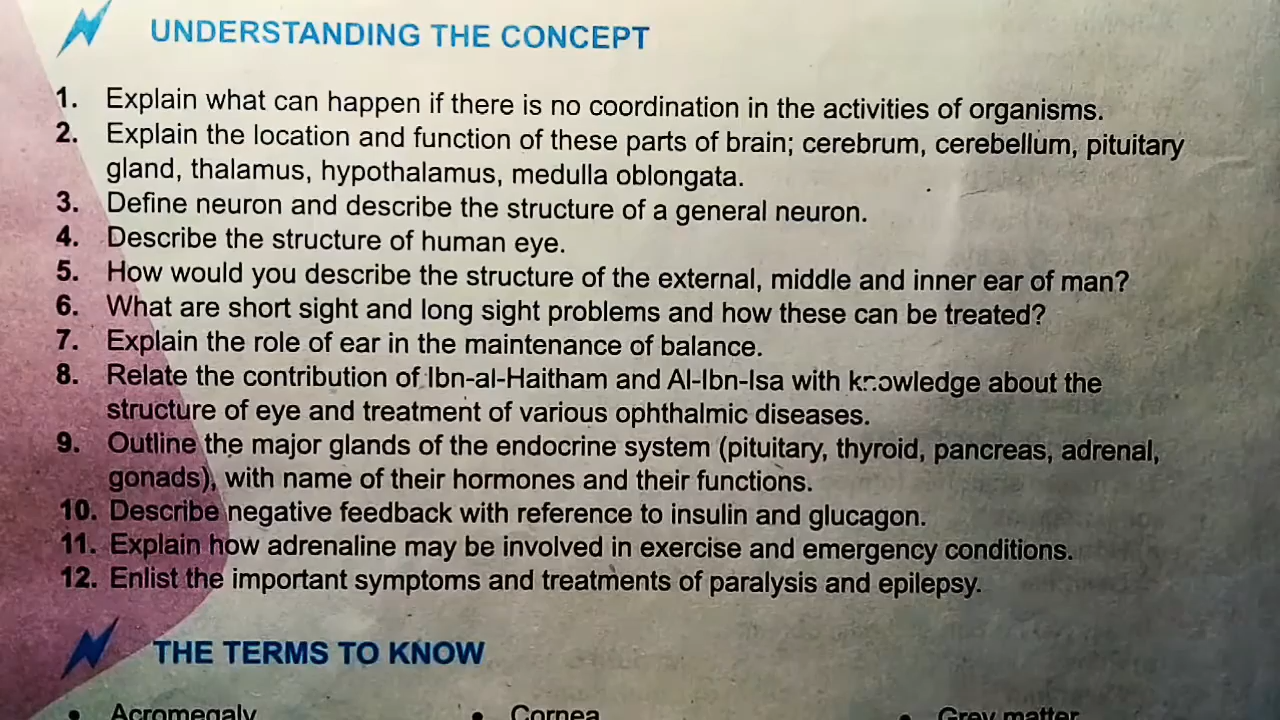 UNDERSTANDING THE CONCEPT
1. Explain what can happen if there is no coordination in the activities of organisms.
2. Explain the location and function of these parts of brain; cerebrum, cerebellum, pituitary
gland, thalamus, hypothalamus, medulla oblongata.
3. Define neuron and describe the structure of a general neuron.
4. Describe the structure of human eye.
5. How would you describe the structure of the external, middle and inner ear of man?
6. What are short sight and long sight problems and how these can be treated?
7. Explain the role of ear in the maintenance of balance.
8. Relate the contribution of Ibn-al-Haitham and Al-Ibn-Isa with knowledge about the
structure of eye and treatment of various ophthalmic diseases.
9. Outline the major glands of the endocrine system (pituitary, thyroid, pancreas, adrenal,
gonads), with name of their hormones and their functions.
10. Describe negative feedback with reference to insulin and glucagon.
11. Explain how adrenaline may be involved in exercise and emergency conditions.
12. Enlist the important symptoms and treatments of paralysis and epilepsy.
THE TERMS TO KNOW
• Acromegaly • Cornea • Grey matter